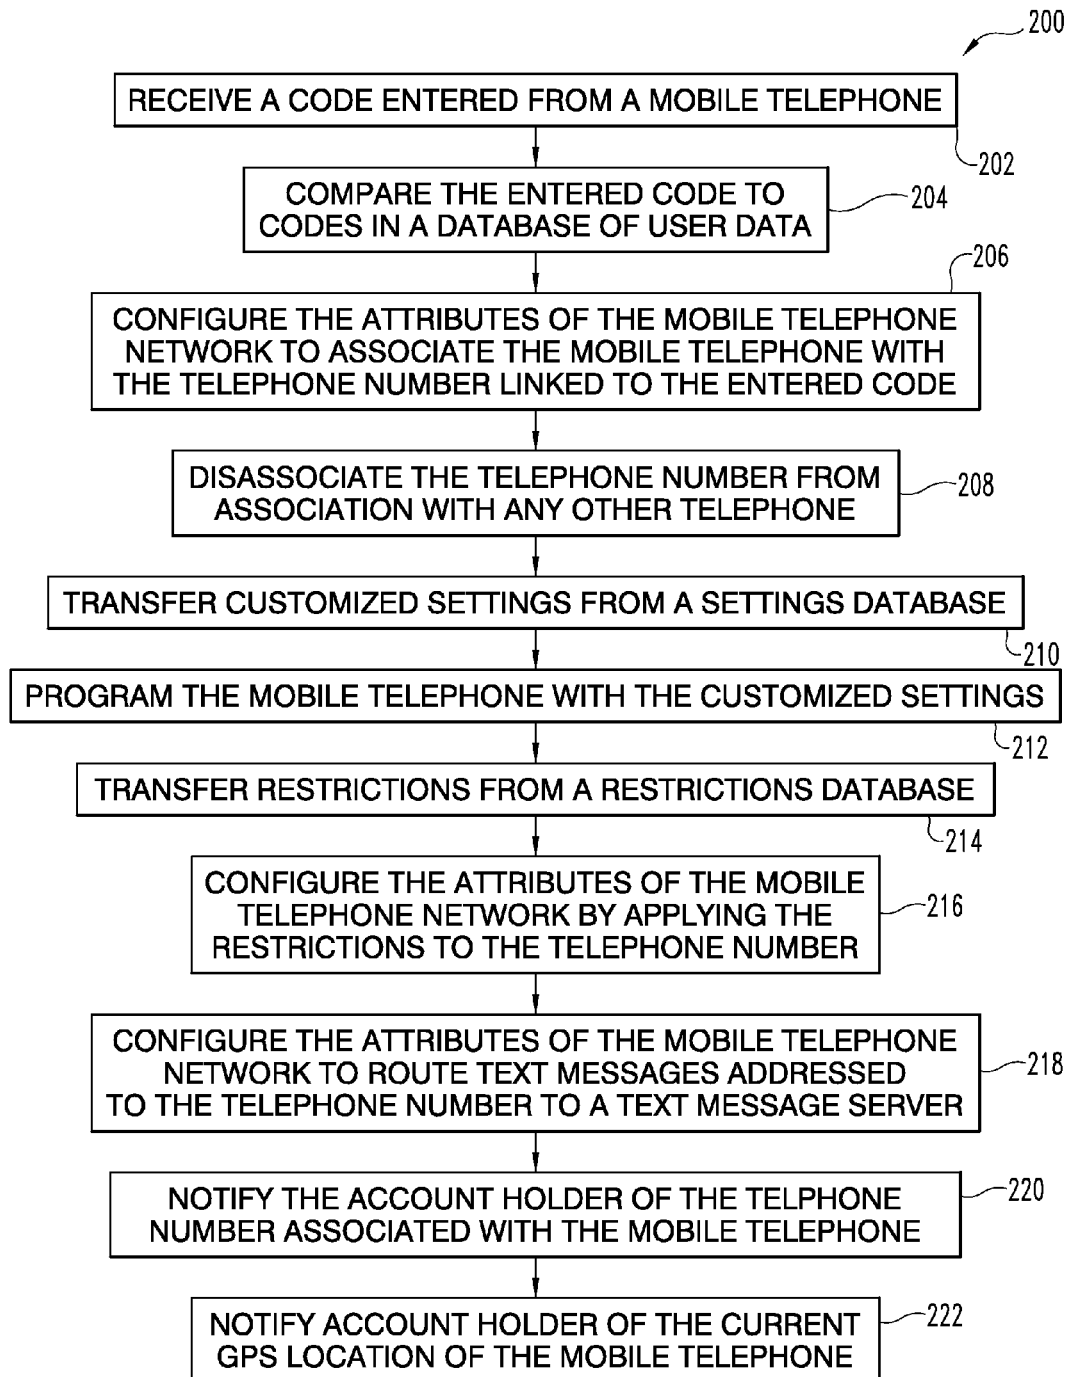 200
RECEIVE A CODE ENTERED FROM A MOBILE TELEPHONE
202
COMPARE THE ENTERED CODE TO
CODES IN A DATABASE OF USER DATA
204
206
CONFIGURE THE ATTRIBUTES OF THE MOBILE TELEPHONE
NETWORK TO ASSOCIATE THE MOBILE TELEPHONE WITH
THE TELEPHONE NUMBER LINKED TO THE ENTERED CODE
DISASSOCIATE THE TELEPHONE NUMBER FROM
ASSOCIATION WITH ANY OTHER TELEPHONE
208
TRANSFER CUSTOMIZED SETTINGS FROM A SETTINGS DATABASE
210
PROGRAM THE MOBILE TELEPHONE WITH THE CUSTOMIZED SETTINGS
212
TRANSFER RESTRICTIONS FROM A RESTRICTIONS DATABASE
214
CONFIGURE THE ATTRIBUTES OF THE MOBILE
TELEPHONE NETWORK BY APPLYING THE
RESTRICTIONS TO THE TELEPHONE NUMBER
216
CONFIGURE THE ATTRIBUTES OF THE MOBILE TELEPHONE
NETWORK TO ROUTE TEXT MESSAGES ADDRESSED
TO THE TELEPHONE NUMBER TO A TEXT MESSAGE SERVER
218
NOTIFY THE ACCOUNT HOLDER OF THE TELPHONE
NUMBER ASSOCIATED WITH THE MOBILE TELEPHONE
220
NOTIFY ACCOUNT HOLDER OF THE CURRENT
GPS LOCATION OF THE MOBILE TELEPHONE
222